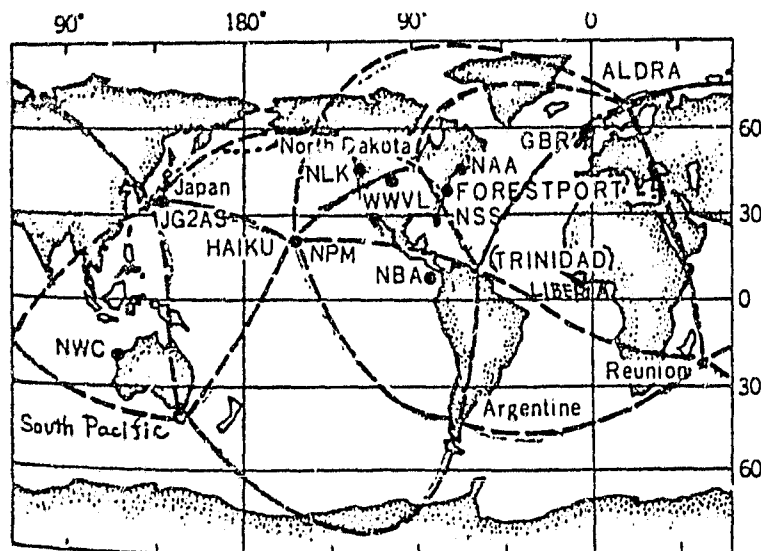 90° 180° 90° 0
ALDRA
60
North Dakota GBR
NLK NAA
Japan FORESTPORT
WWVL
JG2AS NSS 30
HAIKU NPM (TRINIDAD)
NBA LIBERIA
0
NWC
Reunion
30
South Pacific Argentine
60